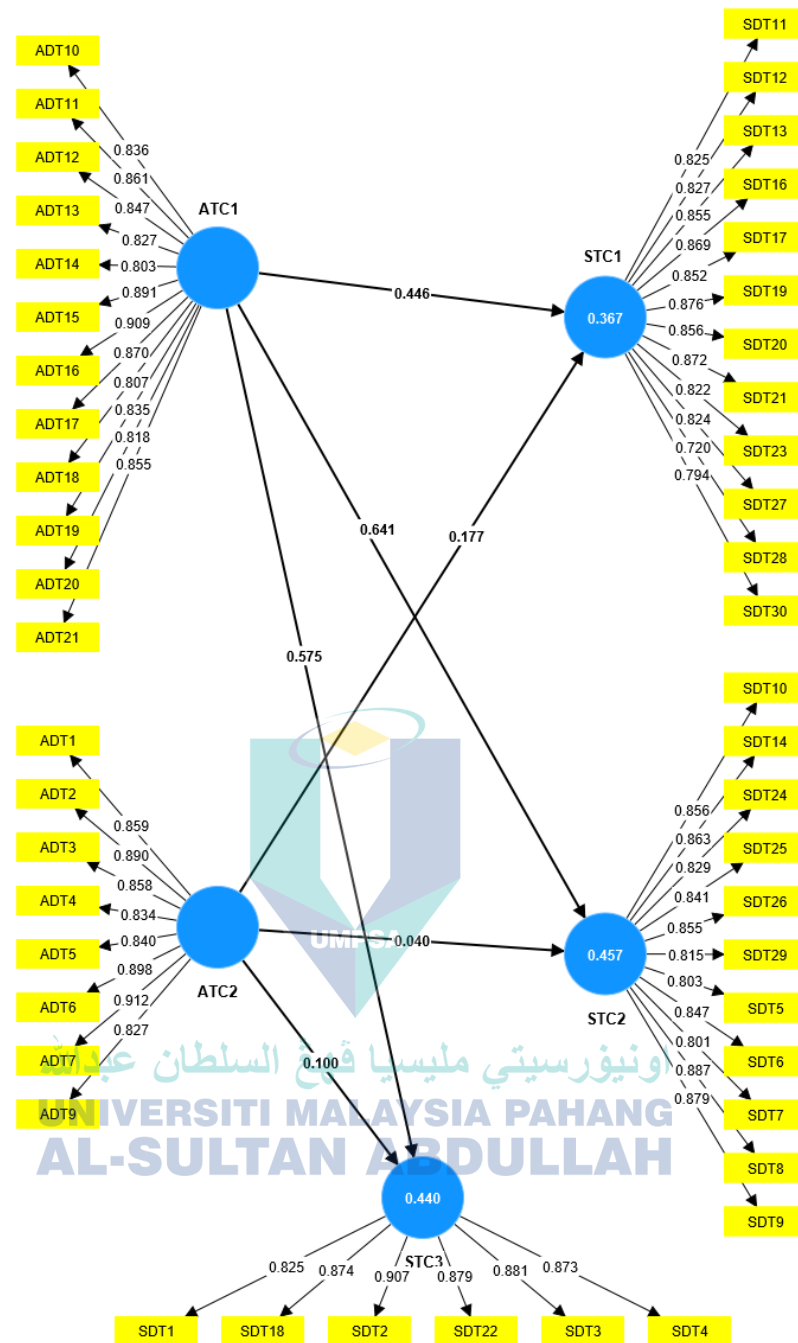 ADT10
ADT11
ADT12
ADT13
ADT14
ADT15
ADT16
ADT17
ADT18
ADT19
ADT20
ADT21
0.836
0.861
0.847
0.827
0.803
0.891
0.909
0.870
0.807
0.835
0.818
0.855
ATC1
0.446
0.641
0.575
0.177
STC1
0.367
0.825
0.827
0.855
0.869
0.852
0.876
0.856
0.872
0.822
0.824
0.720
0.794
SDT11
SDT12
SDT13
SDT16
SDT17
SDT19
SDT20
SDT21
SDT23
SDT27
SDT28
SDT30
ADT1
ADT2
ADT3
ADT4
ADT5
ADT6
ADT7
ADT9
0.859
0.890
0.858
0.834
0.840
0.898
0.912
0.827
ATC2
0.040
0.100
UMPSA
0.457
STC2
0.856
0.863
0.829
0.841
0.855
0.815
0.803
0.847
0.801
0.887
0.879
SDT10
SDT14
SDT24
SDT25
SDT26
SDT29
SDT5
SDT6
SDT7
SDT8
SDT9
اونيۏرسيتي مليسيا ڤهڠ السلطان عبدالله
UNIVERSITI MALAYSIA PAHANG
AL-SULTAN ABDULLAH
0.440
STC3
0.825
0.874
0.907
0.879
0.881
0.873
SDT1
SDT18
SDT2
SDT22
SDT3
SDT4